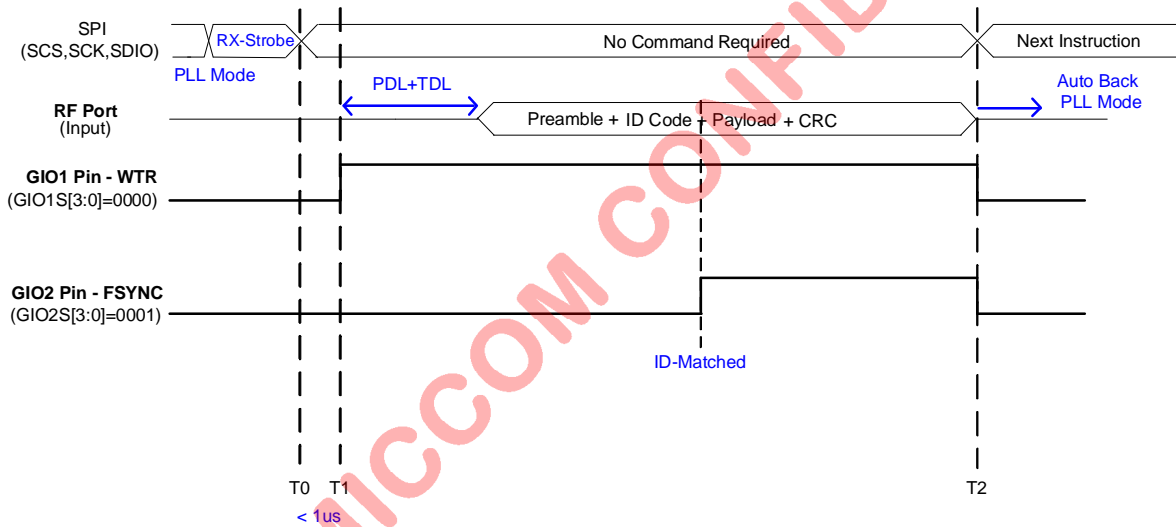 SPI
(SCS,SCK,SDIO)
RX-Strobe
No Command Required
Next Instruction
PLL Mode
PDL+TDL
Auto Back
PLL Mode
RF Port
(Input)
Preamble + ID Code + Payload + CRC
GIO1 Pin - WTR
(GIO1S[3:0]=0000)
GIO2 Pin - FSYNC
(GIO2S[3:0]=0001)
ID-Matched
T0
T1
T2
< 1us
MICCOM CONFID